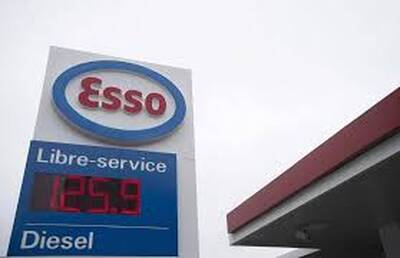 Esso
Libre-service
125.9
Diesel